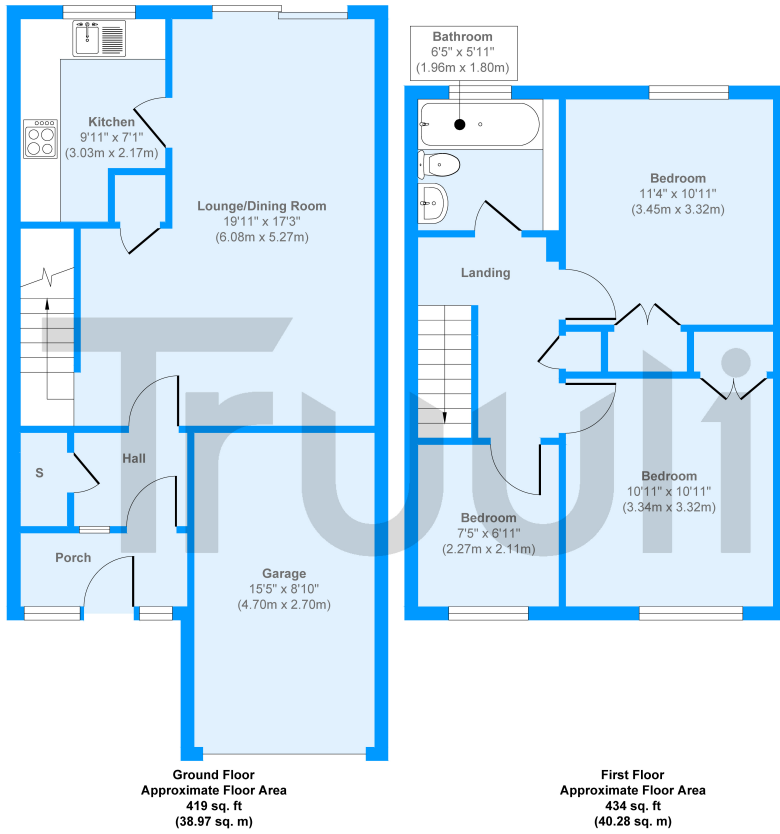 Bathroom
6'5" x 5'11"
(1.96m x 1.80m)
Kitchen
9'11" x 7'1"
(3.03m x 2.17m)
Lounge/Dining Room
19'11" x 17'3"
(6.08m x 5.27m)
Bedroom
11'4" x 10'11"
(3.45m x 3.32m)
Landing
Truuli
Hall
S
Bedroom
10'11" x 10'11"
(3.34m x 3.32m)
Bedroom
7'5" x 6'11"
(2.27m x 2.11m)
Porch
Garage
15'5" x 8'10"
(4.70m x 2.70m)
Ground Floor
Approximate Floor Area
419 sq. ft
(38.97 sq. m)
First Floor
Approximate Floor Area
434 sq. ft
(40.28 sq. m)